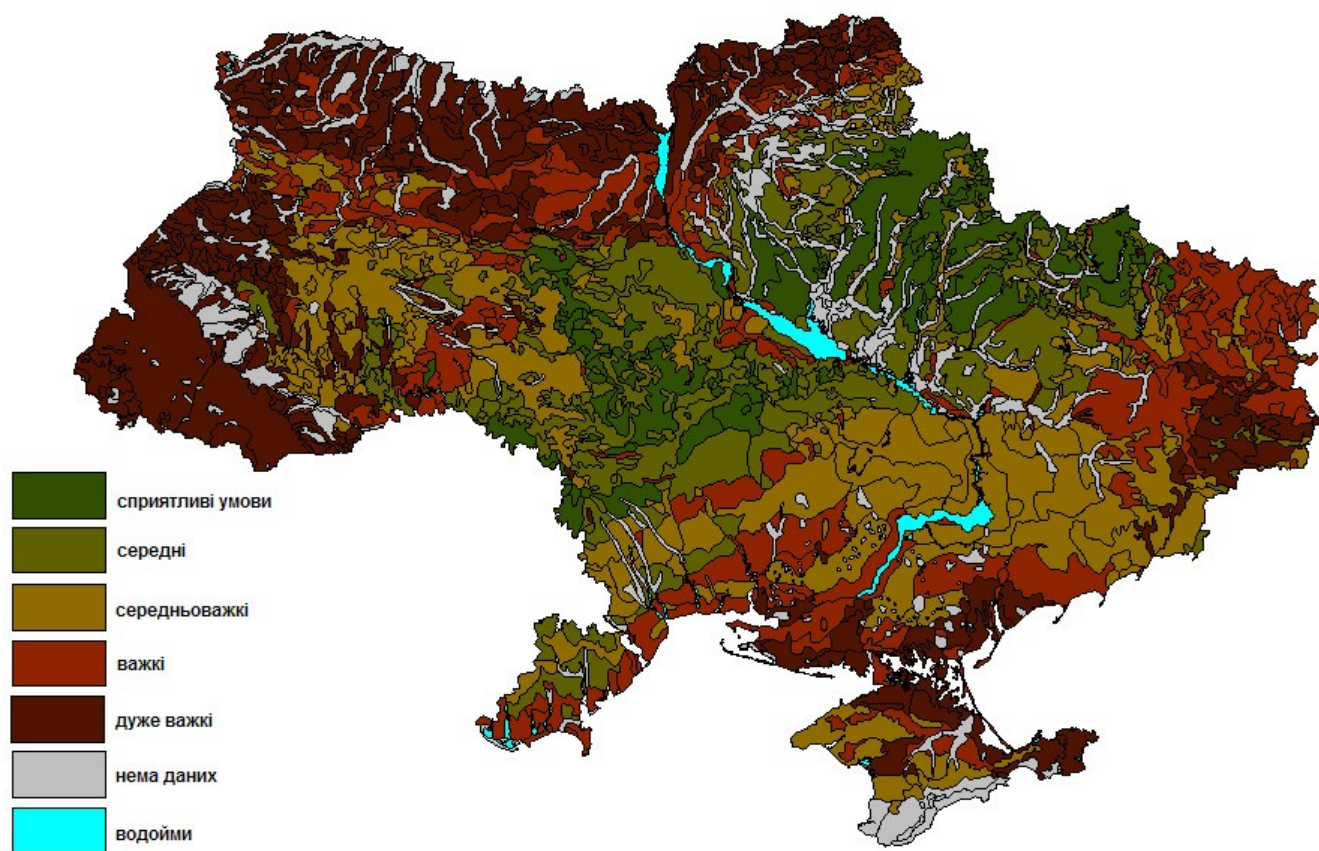 сприятливі умови
середні
середньоважкі
важкі
дуже важкі
нема даних
водойми